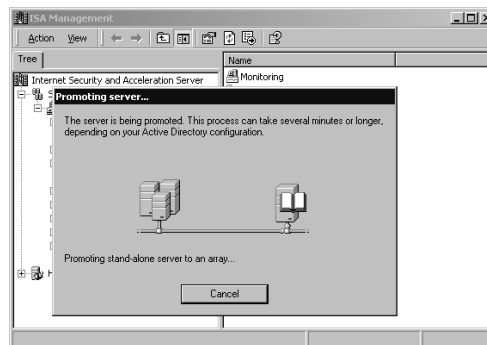 ISA Management
Action View
Tree
Name
Internet Security and Acceleration Server
Monitoring
Promoting server...
The server is being promoted. This process can take several minutes or longer,
depending on your Active Directory configuration.
Promoting stand-alone server to an array...
Cancel